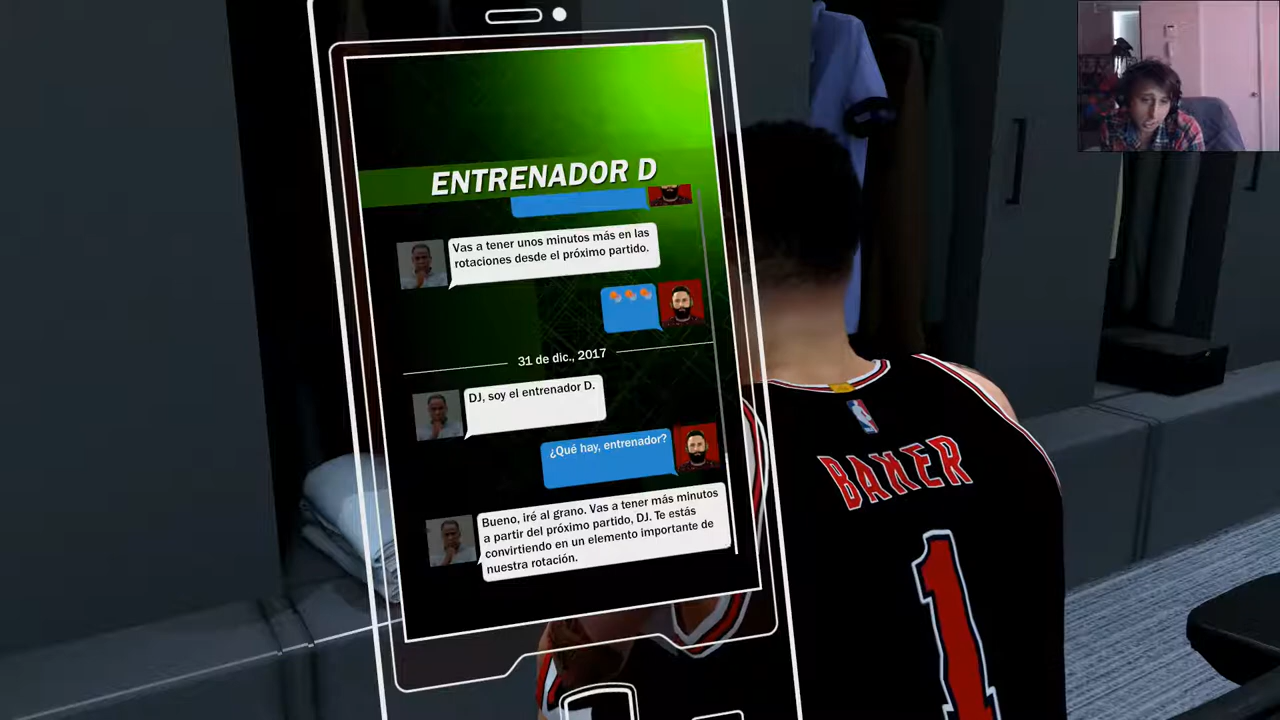 ENTRENADOR D
Vas a tener unos minutos más en las
rotaciones desde el próximo partido.
31 de dic., 2017
DJ, soy el entrenador D.
¿Qué hay, entrenador?
Bueno, iré al grano. Vas a tener más minutos
a partir del próximo partido, DJ. Te estás
convirtiendo en un elemento importante de
nuestra rotación.
BAKER
1